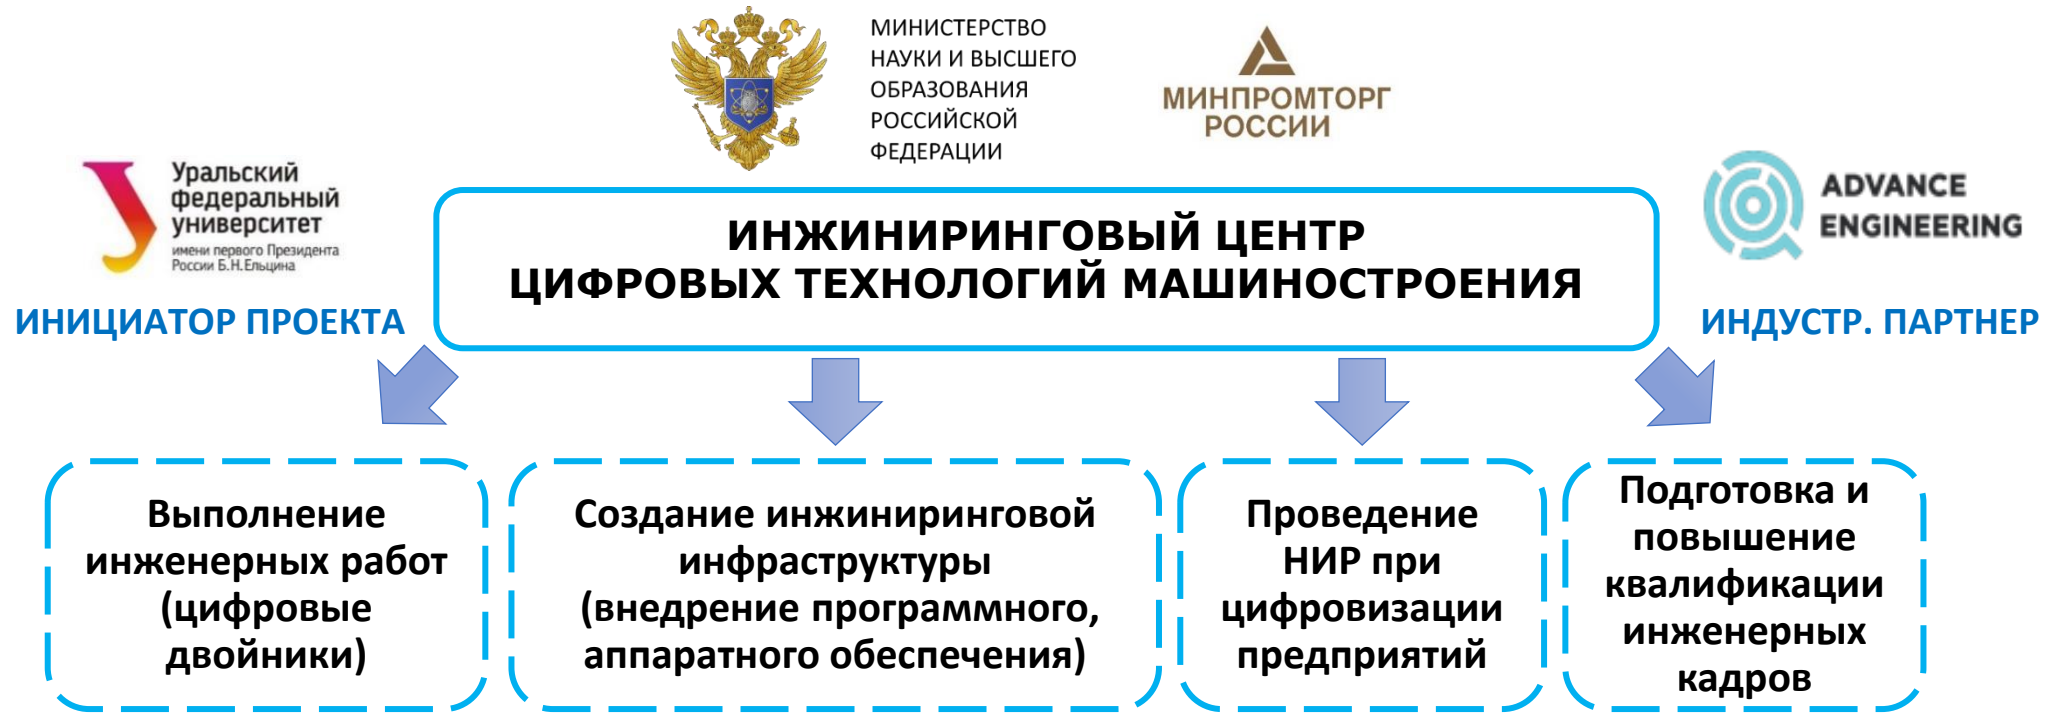 МИНИСТЕРСТВО
НАУКИ И ВЫСШЕГО
ОБРАЗОВАНИЯ
РОССИЙСКОЙ
ФЕДЕРАЦИИ
МИНПРОМТОРГ
РОССИИ
Уральский
федеральный
университет
имени первого Президента
России Б.Н.Ельцина
ИНИЦИАТОР ПРОЕКТА
ИНЖИНИРИНГОВЫЙ ЦЕНТР
ЦИФРОВЫХ ТЕХНОЛОГИЙ МАШИНОСТРОЕНИЯ
ADVANCE
ENGINEERING
ИНДУСТР. ПАРТНЕР
Выполнение
инженерных работ
(цифровые
двойники)
Создание инжиниринговой
инфраструктуры
(внедрение программного,
аппаратного обеспечения)
Проведение
НИР при
цифровизации
предприятий
Подготовка и
повышение
квалификации
инженерных
кадров